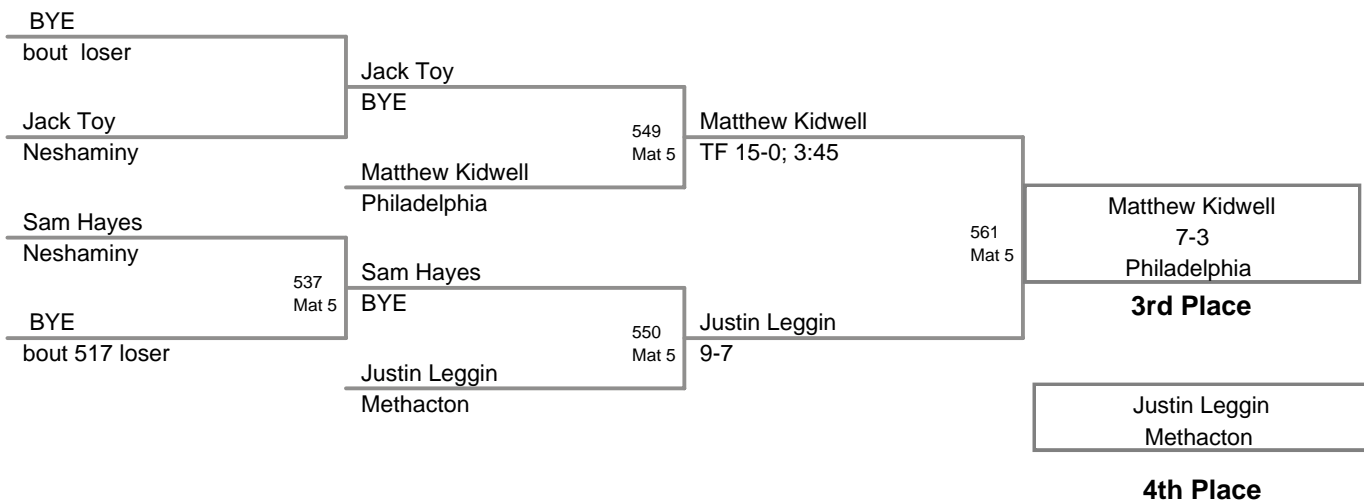 BYE
bout  loser
Jack Toy
Neshaminy
Sam Hayes
Neshaminy
537
Mat 5
BYE
bout 517 loser
Jack Toy
BYE
549
Mat 5
Matthew Kidwell
Philadelphia
Sam Hayes
BYE
550
Mat 5
Justin Leggin
Methacton
Matthew Kidwell
TF 15-0; 3:45
561
Mat 5
Justin Leggin
9-7
Matthew Kidwell
7-3
Philadelphia
3rd Place
Justin Leggin
Methacton
4th Place